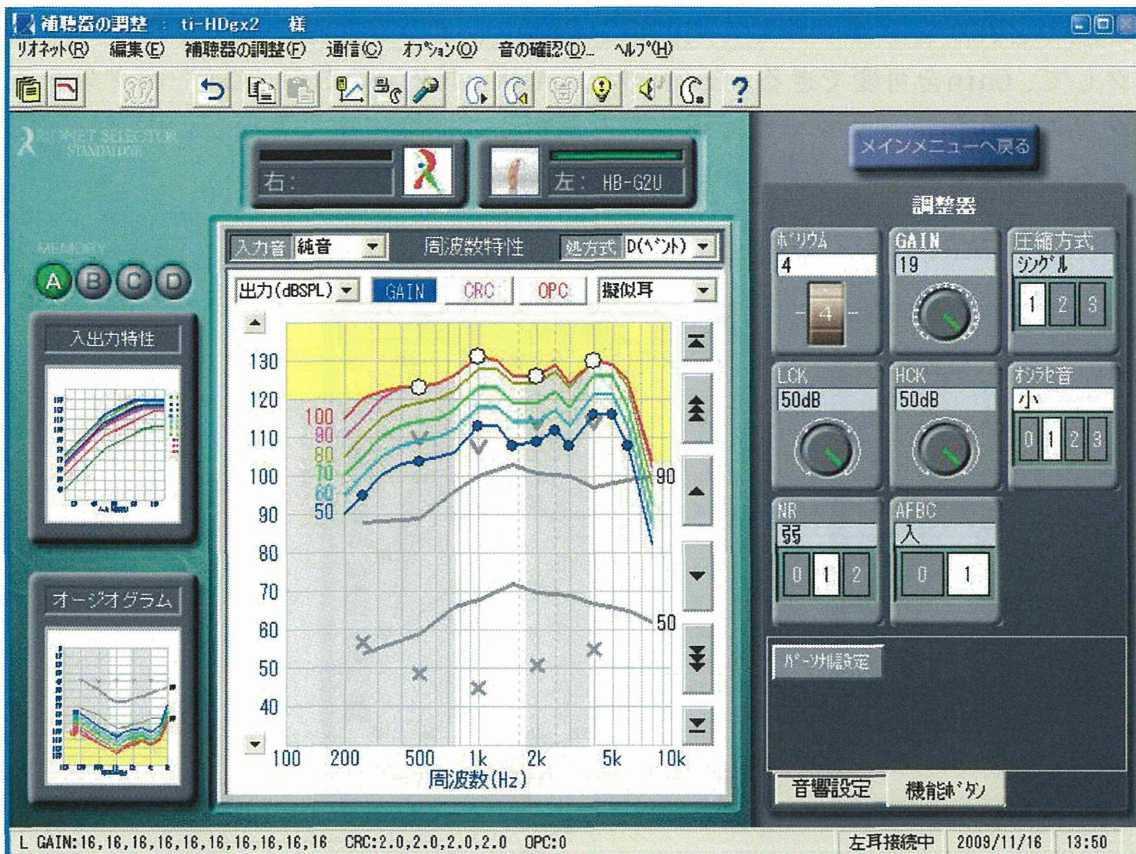 補聴器の調整 : ti-HDgx2 様
リオネット(R) 編集(E) 補聴器の調整(F) 通信(C) オプション(O) 音の確認(D)... ヘルプ(H)
RIONET SELECTOR
STANDALONE
右:
左: HB-G2U
メインメニューへ戻る
MEMORY
A B C D
入出力特性
オージオグラム
入力音 純音 周波数特性 処方式 D(ベント)
出力(dBSPL) GAIN CRC OPC 擬似耳
130
120
110
100
90
80
70
60
50
40
100
90
80
70
60
50
90
50
100 200 500 1k 2k 5k 10k
周波数(Hz)
調整器
ボリウム GAIN 圧縮方式
4 19 シングル
4 1 2 3
LCK HCK オシラセ音
50dB 50dB 小
0 1 2 3
NR AFBC
弱 入
0 1 2 0 1
パーソナル設定
音響設定 機能ボタン
L GAIN:16,16,16,16,16,16,16,16,16,16,16 CRC:2.0,2.0,2.0,2.0 OPC:0 左耳接続中 2009/11/16 13:50